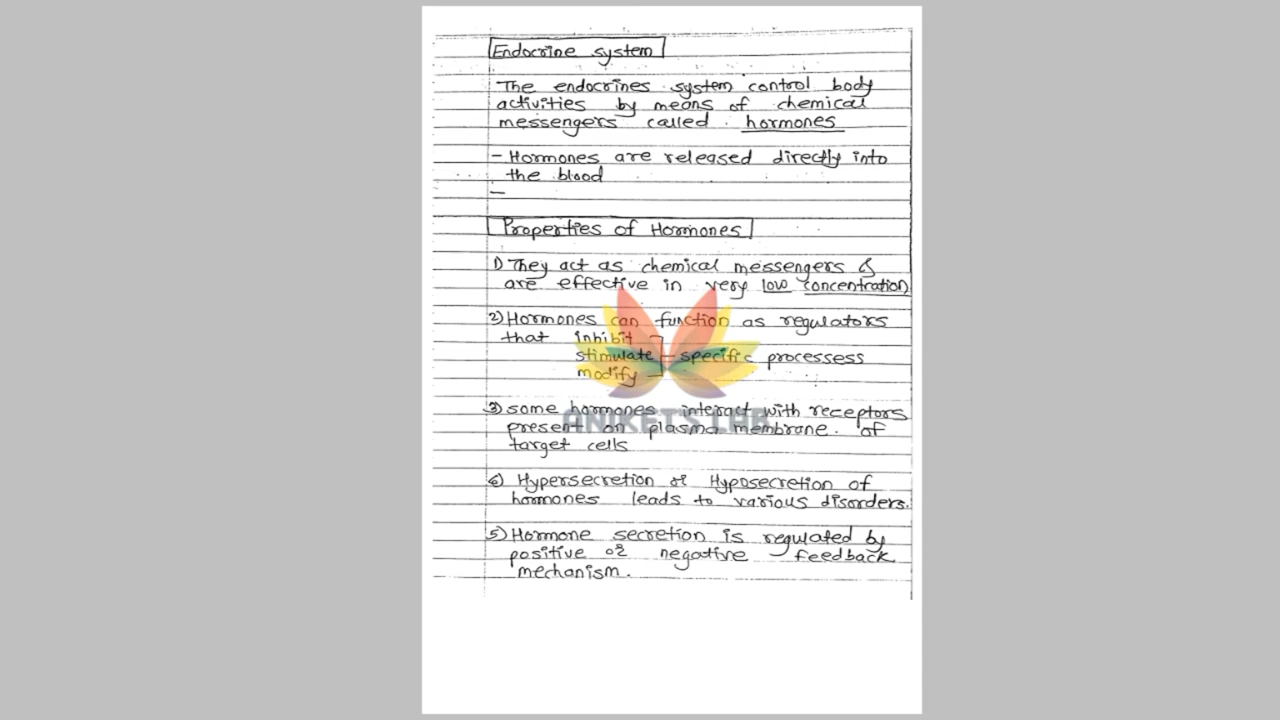 Endocrine system
The endocrines system control body
activities by means of chemical
messengers called hormones
- Hormones are released directly into
the blood
-
Properties of Hormones
1) They act as chemical messengers &
are effective in very low concentration
2) Hormones can function as regulators
that inhibit
stimulate specific processess
modify
3) some hormones interact with receptors
present on plasma membrane. of
target cells
4) Hypersecretion or Hyposecretion of
hormones leads to various disorders.
5) Hormone secretion is regulated by
positive or negative feedback
mechanism.
ANIKETS LAB